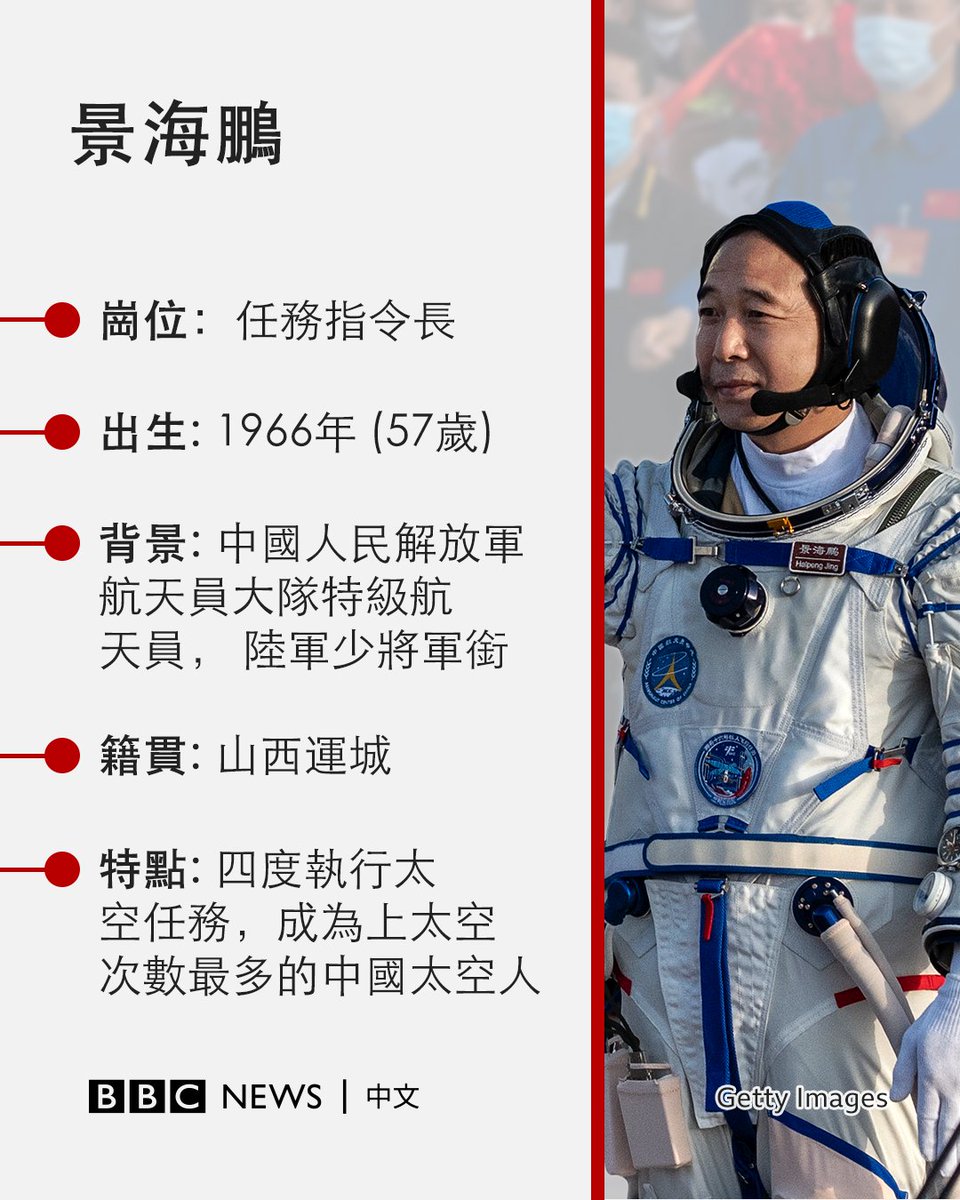 景海鵬
崗位： 任務指令長
出生: 1966年 (57歲)
背景: 中國人民解放軍
航天員大隊特級航
天員， 陸軍少將軍銜
籍貫: 山西運城
特點: 四度執行太
空任務，成為上太空
次數最多的中國太空人
BBC NEWS | 中文
景海鵬
Haipeng Jing
Getty Images